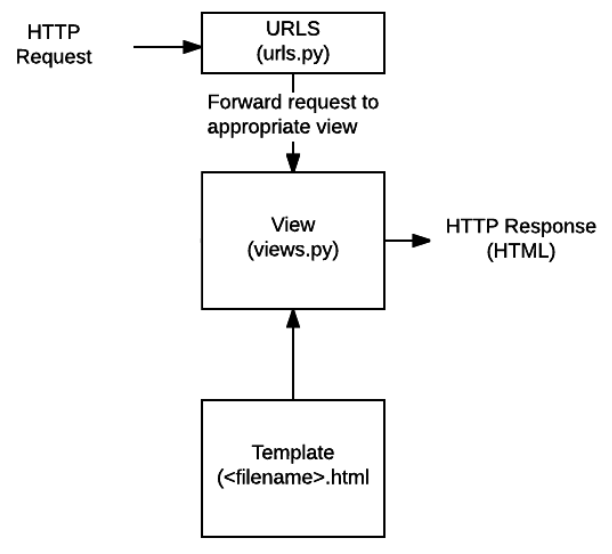 HTTP
Request
URLS
(urls.py)
Forward request to
appropriate view
View
(views.py)
HTTP Response
(HTML)
Template
(<filename>.html